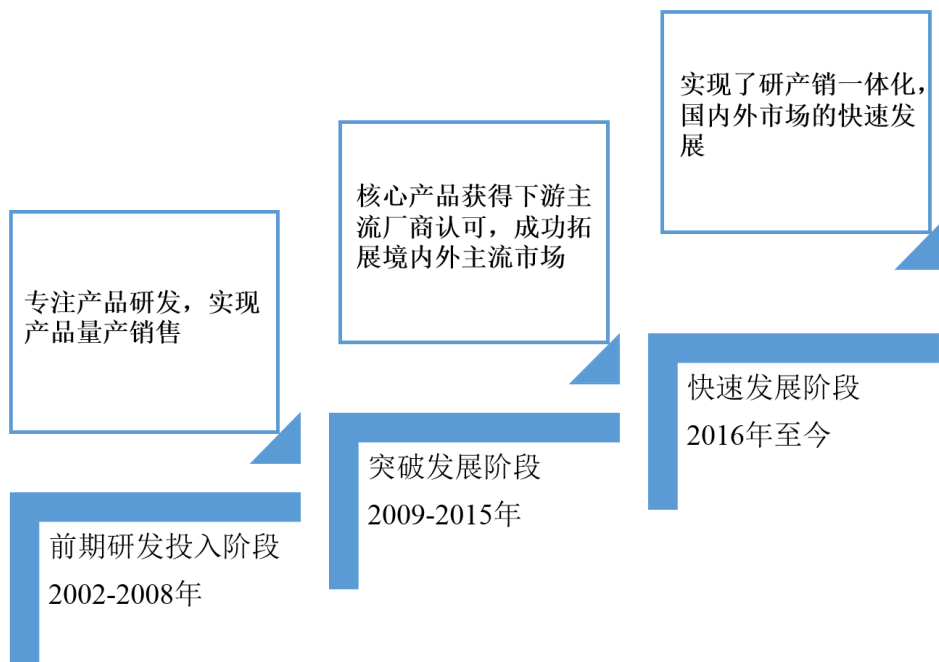 专注产品研发，实现
产品量产销售
前期研发投入阶段
2002-2008年
核心产品获得下游主
流厂商认可，成功拓
展境内外主流市场
突破发展阶段
2009-2015年
实现了研产销一体化，
国内外市场的快速发
展
快速发展阶段
2016年至今